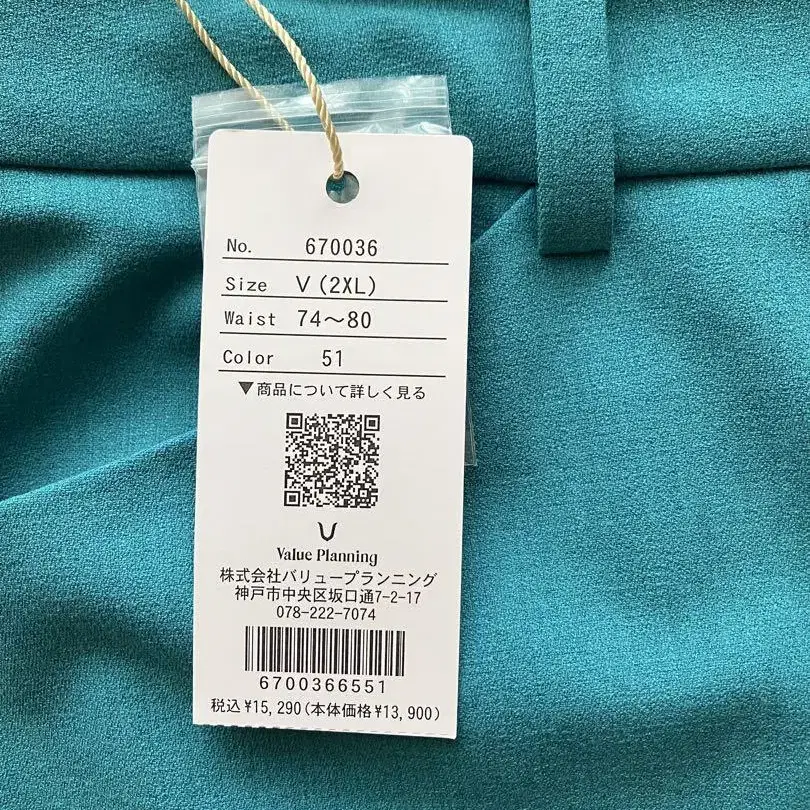 No. 670036
Size V(2XL)
Waist 74～80
Color 51
▼商品について詳しく見る
Value Planning
株式会社バリュープランニング
神戸市中央区坂口通7-2-17
078-222-7074
6700366551
税込¥15,290(本体価格¥13,900)